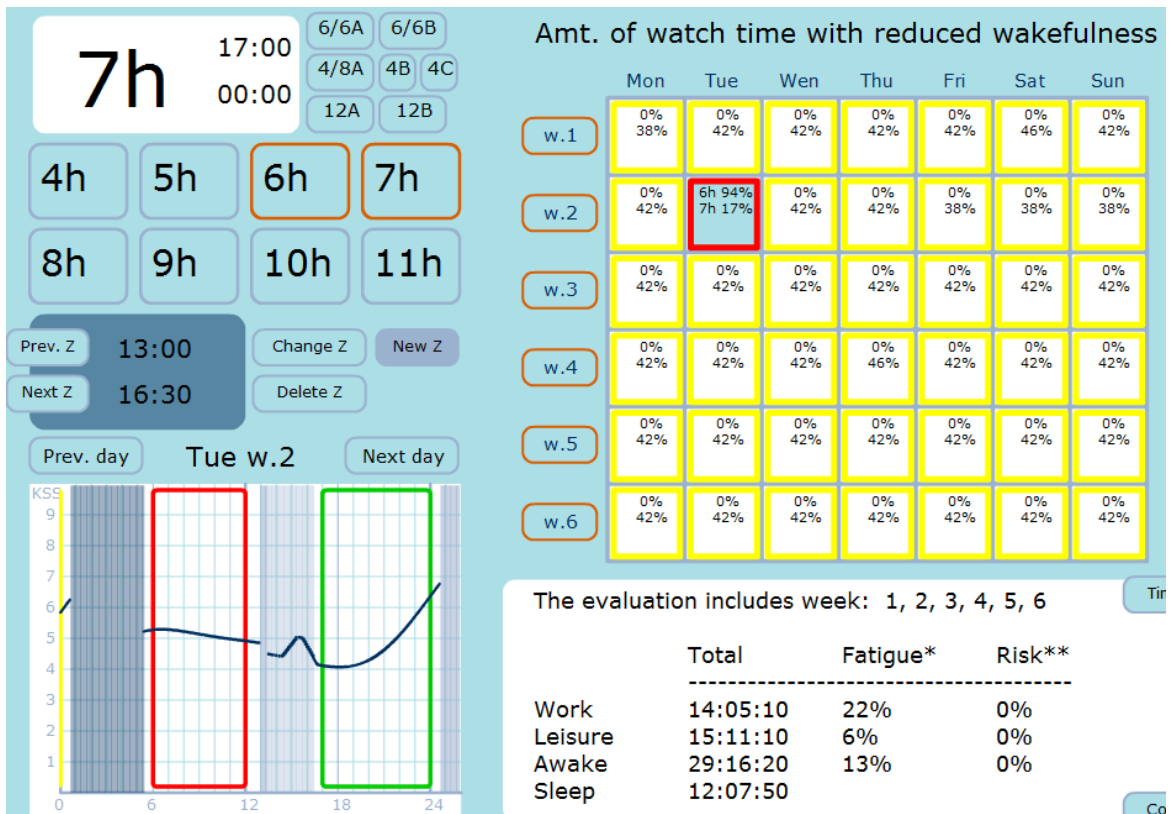 7h
17:00
00:00
6/6A 6/6B
4/8A 4B 4C
12A 12B
4h 5h 6h 7h
8h 9h 10h 11h
Prev. Z 13:00 Change Z New Z
Next Z 16:30 Delete Z
Prev. day Tue w.2 Next day
KSS
9
8
7
6
5
4
3
2
1
0 6 12 18 24
Amt. of watch time with reduced wakefulness
Mon Tue Wen Thu Fri Sat Sun
w.1
0% 0% 0% 0% 0% 0% 0%
38% 42% 42% 42% 42% 46% 42%
w.2
0% 6h 94% 0% 0% 0% 0% 0%
42% 7h 17% 42% 42% 38% 38% 38%
w.3
0% 0% 0% 0% 0% 0% 0%
42% 42% 42% 42% 42% 42% 42%
w.4
0% 0% 0% 0% 0% 0% 0%
42% 42% 42% 46% 42% 42% 42%
w.5
0% 0% 0% 0% 0% 0% 0%
42% 42% 42% 42% 42% 42% 42%
w.6
0% 0% 0% 0% 0% 0% 0%
42% 42% 42% 42% 42% 42% 42%
The evaluation includes week: 1, 2, 3, 4, 5, 6
Total Fatigue* Risk**
----------------------------------------
Work 14:05:10 22% 0%
Leisure 15:11:10 6% 0%
Awake 29:16:20 13% 0%
Sleep 12:07:50